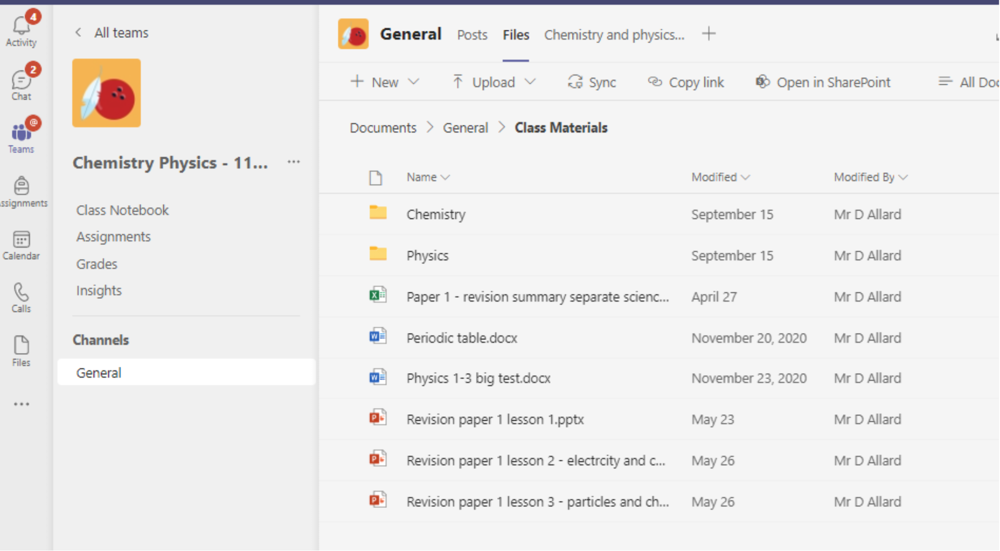 4
Activity
2
Chat
@
Teams
ssignments
Calendar
Calls
Files
All teams
Chemistry Physics - 11...
Class Notebook
Assignments
Grades
Insights
Channels
General
General Posts Files Chemistry and physics...
New Upload Sync Copy link Open in SharePoint All Doc
Documents > General > Class Materials
Name Modified Modified By
Chemistry September 15 Mr D Allard
Physics September 15 Mr D Allard
Paper 1 - revision summary separate scienc... April 27 Mr D Allard
Periodic table.docx November 20, 2020 Mr D Allard
Physics 1-3 big test.docx November 23, 2020 Mr D Allard
Revision paper 1 lesson 1.pptx May 23 Mr D Allard
Revision paper 1 lesson 2 - electrcity and c... May 26 Mr D Allard
Revision paper 1 lesson 3 - particles and ch... May 26 Mr D Allard